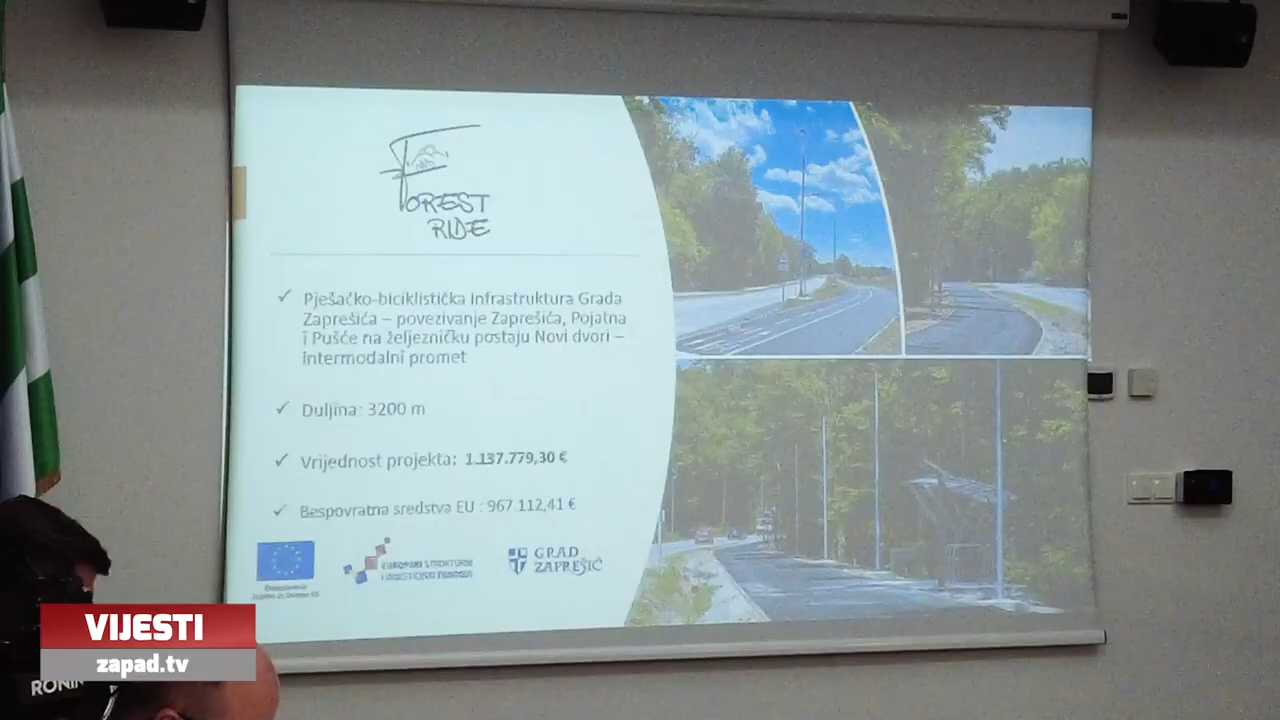 FOREST
RIDE
Pješačko-biciklistička infrastruktura Grada
Zaprešića – povezivanje Zaprešića, Pojatna
i Pušće na željezničku postaju Novi dvori –
intermodalni promet
Duljina: 3200 m
Vrijednost projekta: 1.137.779,30 €
Bespovratna sredstva EU : 967.112,41 €
GRAD
ZAPREŠIĆ
VIJESTI
zapad.tv
RONIN